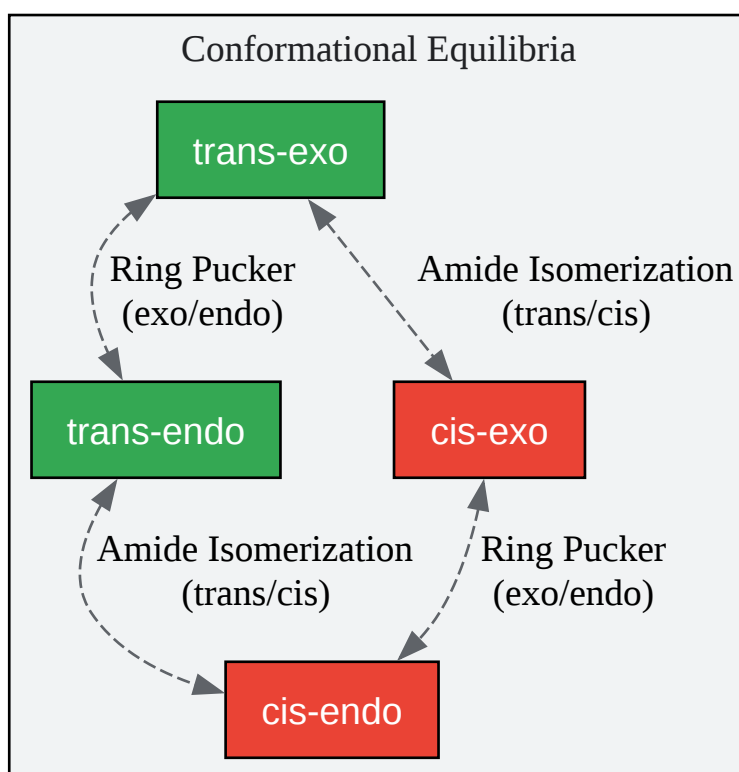 Conformational Equilibria
trans-exo
Ring Pucker
(exo/endo)
Amide Isomerization
(trans/cis)
trans-endo
cis-exo
Amide Isomerization
(trans/cis)
Ring Pucker
(exo/endo)
cis-endo